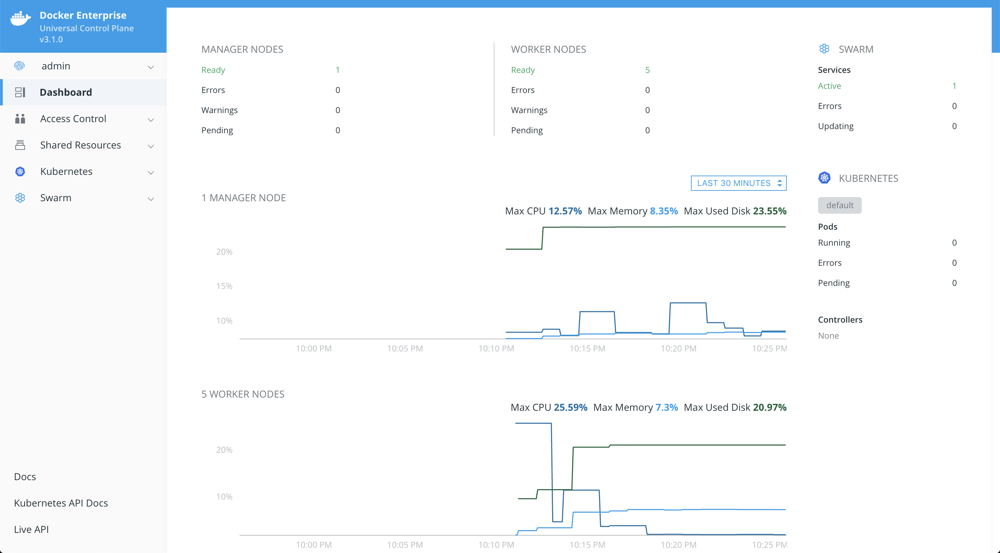 Docker Enterprise
Universal Control Plane
v3.1.0
admin
Dashboard
Access Control
Shared Resources
Kubernetes
Swarm
Docs
Kubernetes API Docs
Live API
MANAGER NODES
Ready 1
Errors 0
Warnings 0
Pending 0
WORKER NODES
Ready 5
Errors 0
Warnings 0
Pending 0
LAST 30 MINUTES
1 MANAGER NODE
Max CPU 12.57% Max Memory 8.35% Max Used Disk 23.55%
20%
15%
10%
10:00 PM 10:05 PM 10:10 PM 10:15 PM 10:20 PM 10:25 PM
5 WORKER NODES
Max CPU 25.59% Max Memory 7.3% Max Used Disk 20.97%
20%
10%
10:00 PM 10:05 PM 10:10 PM 10:15 PM 10:20 PM 10:25 PM
SWARM
Services
Active 1
Errors 0
Updating 0
KUBERNETES
default
Pods
Running 0
Errors 0
Pending 0
Controllers
None